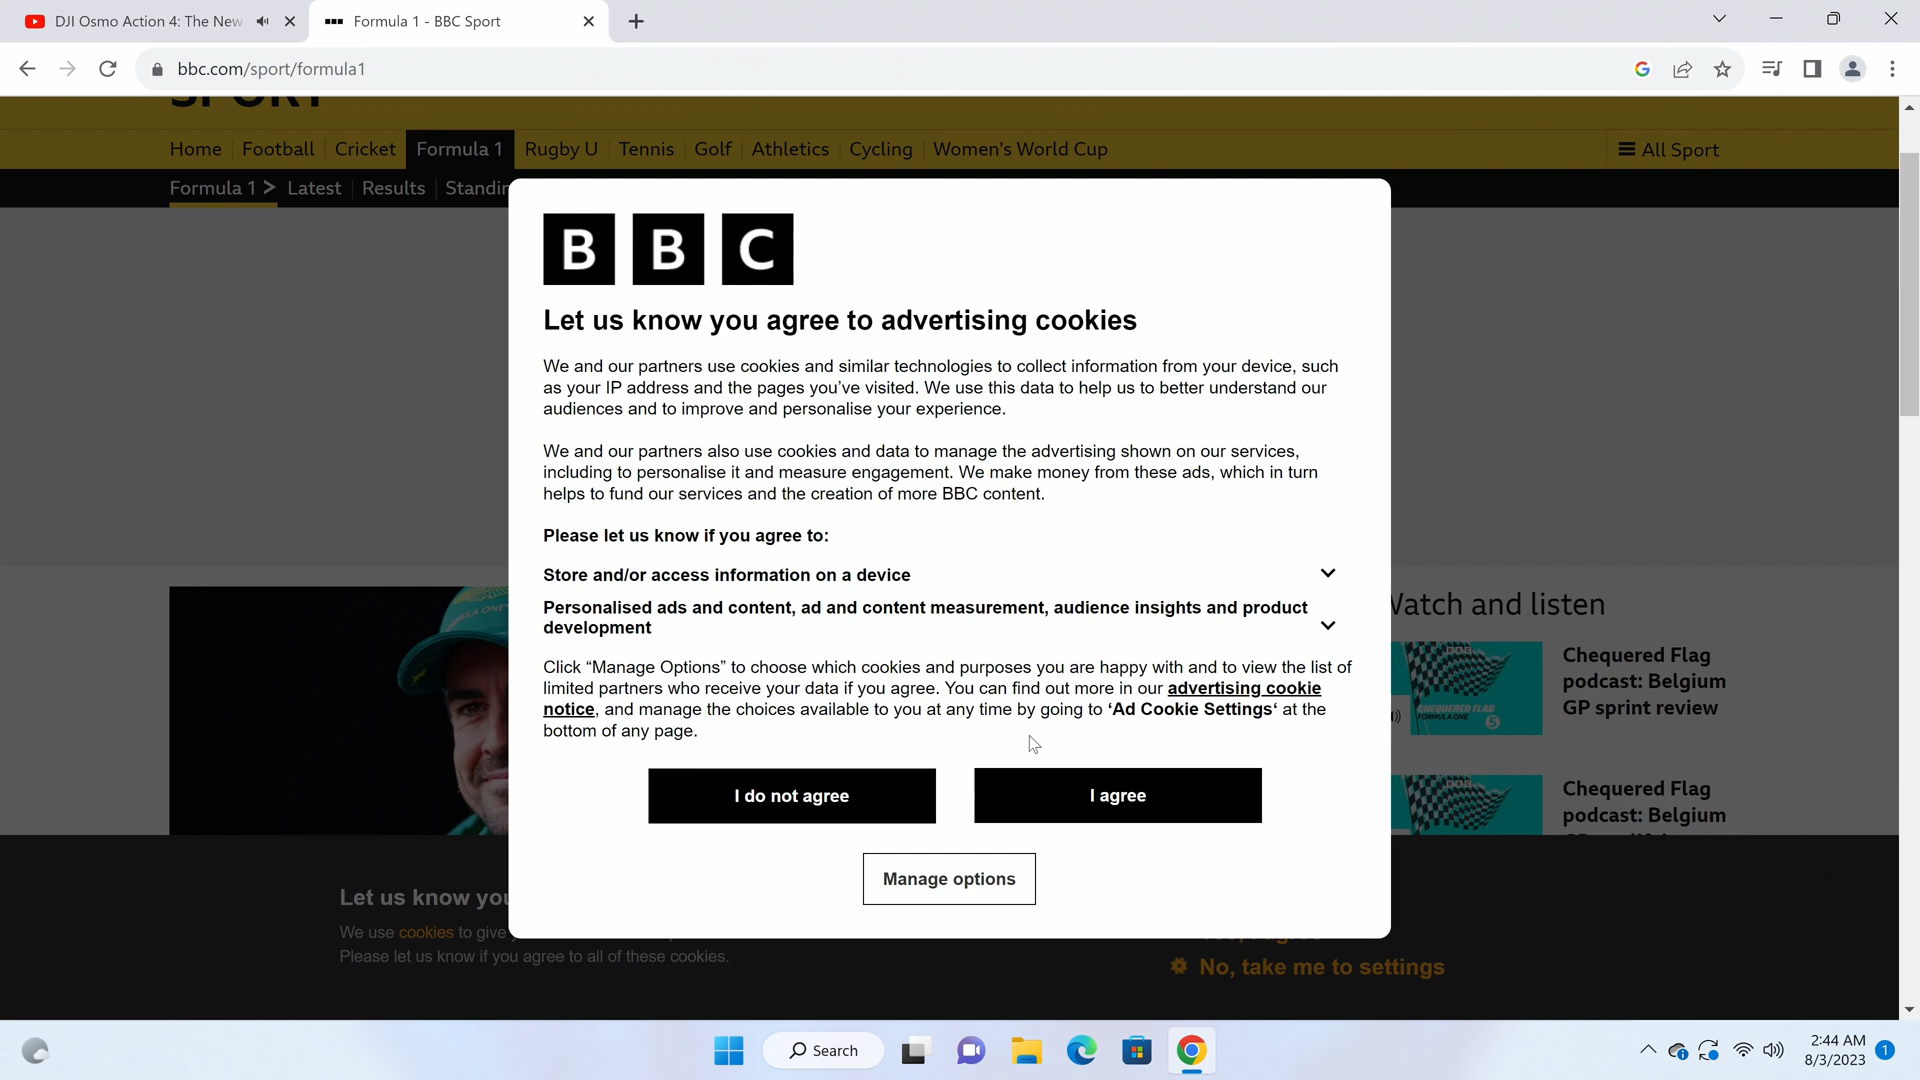 DJI Osmo Action 4: The New
Formula 1 - BBC Sport
bbc.com/sport/formula1
SPORT
Home Football Cricket Formula 1 Rugby U Tennis Golf Athletics Cycling Women's World Cup All Sport
Formula 1 Latest Results Standin
BBC
Let us know you agree to advertising cookies
We and our partners use cookies and similar technologies to collect information from your device, such
as your IP address and the pages you've visited. We use this data to help us to better understand our
audiences and to improve and personalise your experience.
We and our partners also use cookies and data to manage the advertising shown on our services,
including to personalise it and measure engagement. We make money from these ads, which in turn
helps to fund our services and the creation of more BBC content.
Please let us know if you agree to:
Store and/or access information on a device
Personalised ads and content, ad and content measurement, audience insights and product
development
Click “Manage Options” to choose which cookies and purposes you are happy with and to view the list of
limited partners who receive your data if you agree. You can find out more in our advertising cookie
notice, and manage the choices available to you at any time by going to ‘Ad Cookie Settings‘ at the
bottom of any page.
I do not agree I agree
Manage options
Watch and listen
CHEQUERED FLAG
FORMULA ONE
Chequered Flag
podcast: Belgium
GP sprint review
Chequered Flag
podcast: Belgium
Let us know you
We use cookies to give
Please let us know if you agree to all of these cookies.
No, take me to settings
Search
2:44 AM
8/3/2023
1